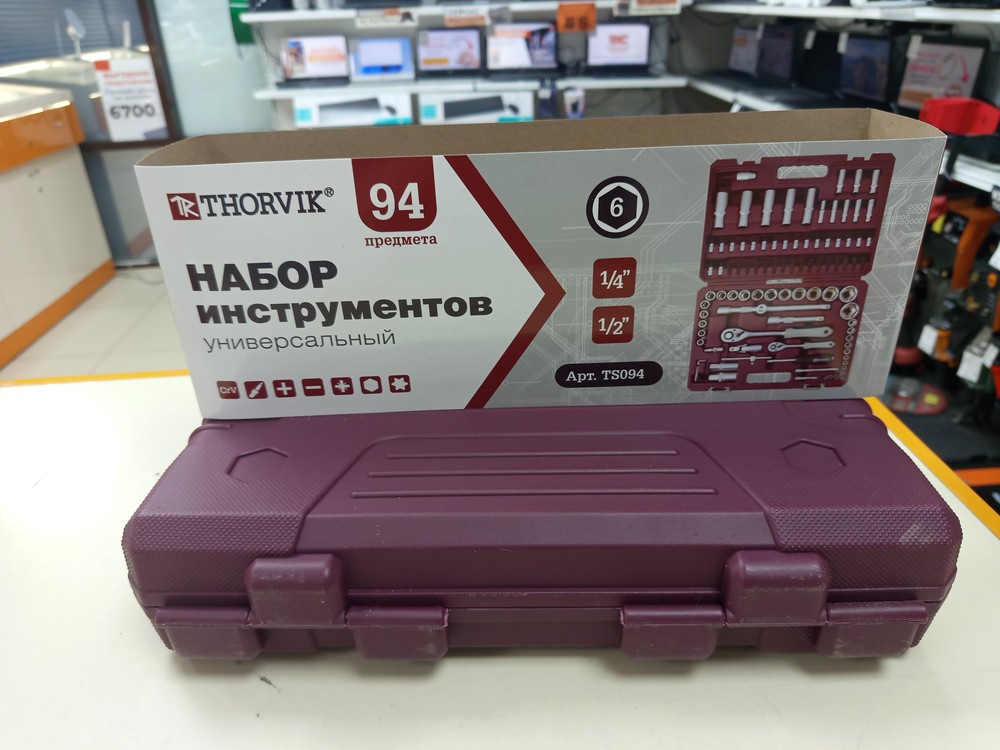 6700
THORVIK®
94
предмета
НАБОР
инструментов
универсальный
CrV
6
1/4"
1/2"
Арт. TS094